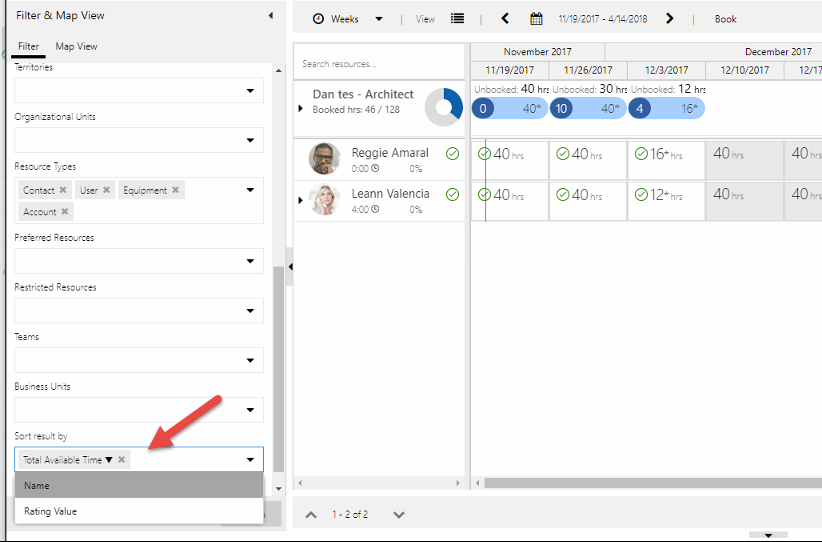 Filter & Map View
Filter Map View
Territories
Organizational Units
Resource Types
Contact ✖ User ✖ Equipment ✖
Account ✖
Preferred Resources
Restricted Resources
Teams
Business Units
Sort result by
Total Available Time ▼ ✖
Name
Rating Value
Weeks | View 11/19/2017 - 4/14/2018 | Book
Search resources...
November 2017 December 2017
11/19/2017 11/26/2017 12/3/2017 12/10/2017 12/17
Dan tes - Architect
Booked hrs: 46 / 128
Unbooked: 40 hrs Unbooked: 30 hrs Unbooked: 12 hrs
0 40* 10 40* 4 16*
Reggie Amaral
0:00 0%
40 hrs 40 hrs 16* hrs 40 hrs 40
Leann Valencia
4:00 0%
40 hrs 40 hrs 12* hrs 40 hrs 40
1 - 2 of 2